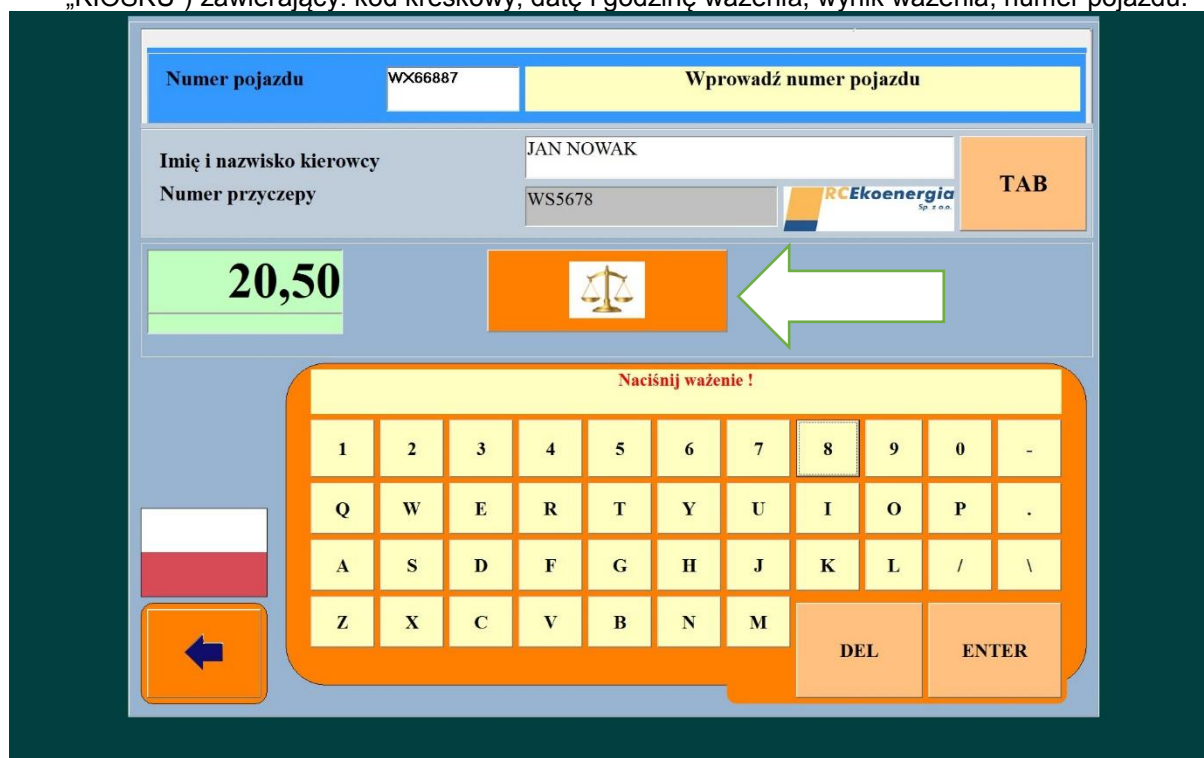 „KIOSKU") zawierający: kod kreskowy, datę i godzinę ważenia, wynik ważenia, numer pojazdu.
Numer pojazdu WX66887 Wprowadź numer pojazdu
Imię i nazwisko kierowcy JAN NOWAK
Numer przyczepy WS5678 RCEkoenergia Sp z o.o. TAB
20,50
Naciśnij ważenie !
1 2 3 4 5 6 7 8 9 0 -
Q W E R T Y U I O P .
A S D F G H J K L / \
Z X C V B N M
DEL ENTER